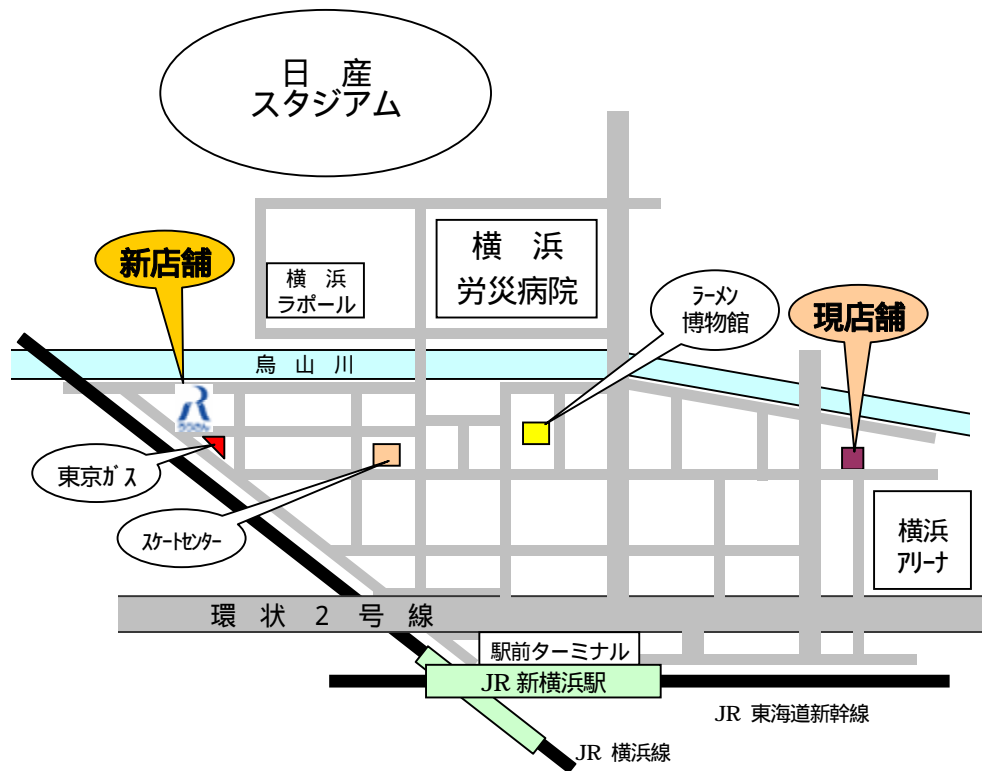 日 産
スタジアム
新店舗
横 浜
ラポール
横 浜
労災病院
ラーメン
博物館
現店舗
烏 山 川
ろうきん
東京ガス
スケートセンター
横浜
アリーナ
環 状 2 号 線
駅前ターミナル
JR 新横浜駅
JR 東海道新幹線
JR 横浜線